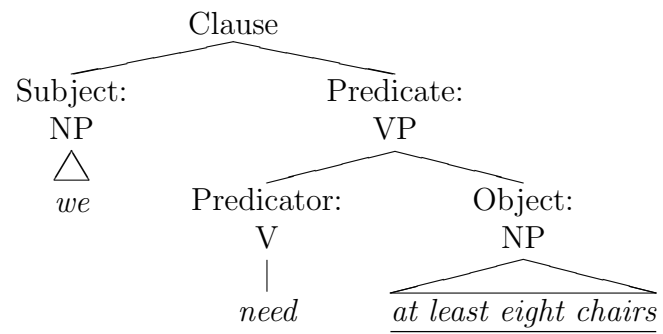 Clause
Subject: Predicate:
NP VP
we Predicator: Object:
V NP
need at least eight chairs